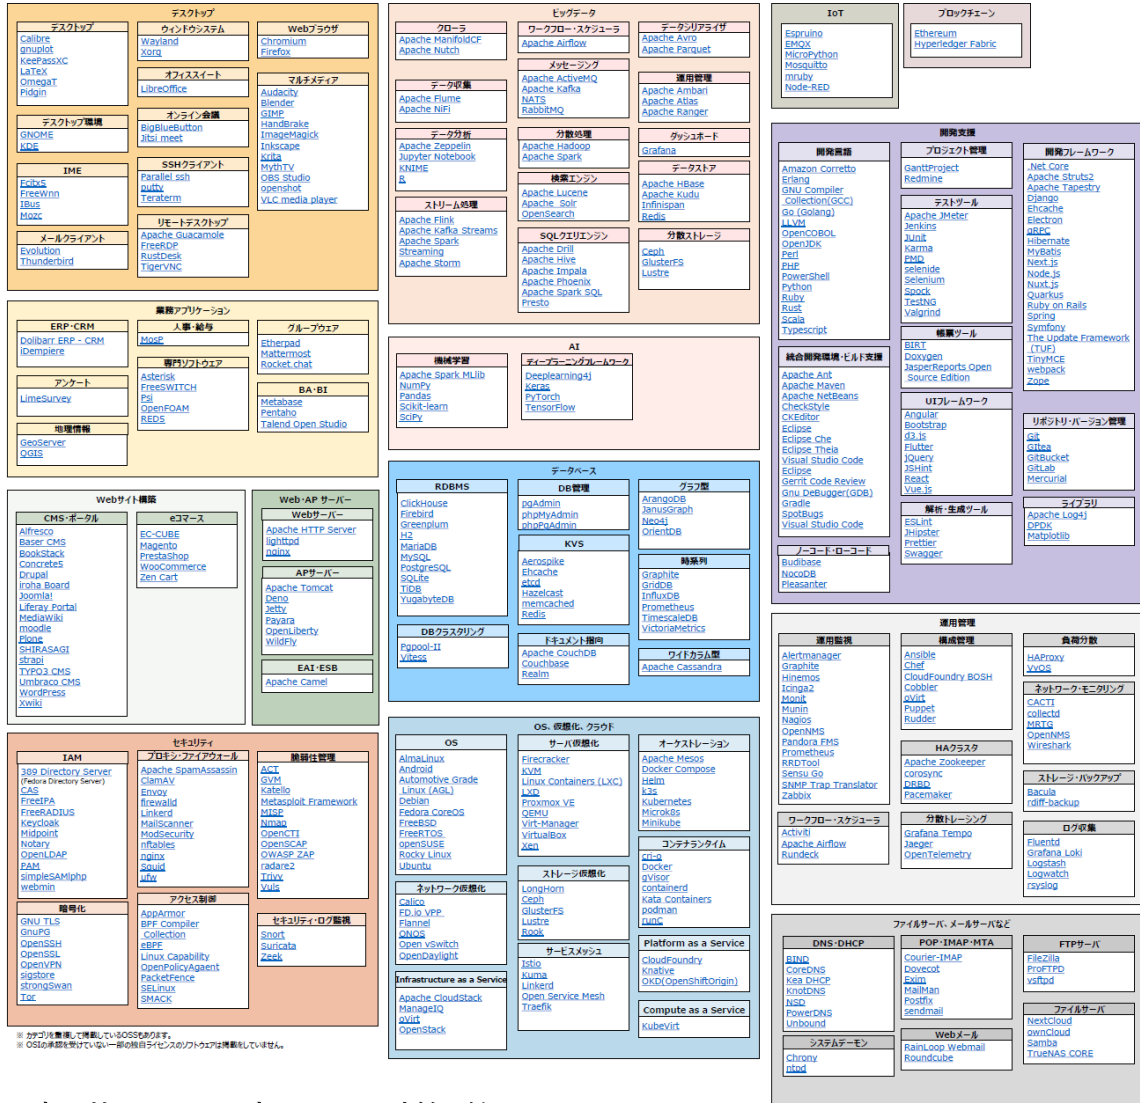 デスクトップ
デスクトップ
Calibre
gnuplot
KeePassXC
LaTeX
OmegaT
Pidgin
デスクトップ環境
GNOME
KDE
IME
Fcitx5
FreeWnn
IBus
Mozc
メールクライアント
Evolution
Thunderbird
ウィンドウシステム
Wayland
Xorg
オフィススイート
LibreOffice
オンライン会議
BigBlueButton
Jitsi meet
SSHクライアント
Parallel ssh
putty
Teraterm
リモートデスクトップ
Apache Guacamole
FreeRDP
RustDesk
TigerVNC
Webブラウザ
Chromium
Firefox
マルチメディア
Audacity
Blender
GIMP
HandBrake
ImageMagick
Inkscape
Krita
MythTV
OBS Studio
openshot
VLC media player
業務アプリケーション
ERP・CRM
Dolibarr ERP - CRM
iDempiere
アンケート
LimeSurvey
地理情報
GeoServer
QGIS
人事・給与
MosP
専門ソフトウェア
Asterisk
FreeSWITCH
Psi
OpenFOAM
REDS
グループウェア
Etherpad
Mattermost
Rocket.chat
BA・BI
Metabase
Pentaho
Talend Open Studio
Webサイト構築
CMS・ポータル
Alfresco
Baser CMS
BookStack
Concrete5
Drupal
iroha Board
Joomla!
Liferay Portal
MediaWiki
moodle
Plone
SHIRASAGI
strapi
TYPO3 CMS
Umbraco CMS
WordPress
Xwiki
eコマース
EC-CUBE
Magento
PrestaShop
WooCommerce
Zen Cart
Web・AP サーバー
Webサーバー
Apache HTTP Server
lighttpd
nginx
APサーバー
Apache Tomcat
Deno
Jetty
Payara
OpenLiberty
WildFly
EAI・ESB
Apache Camel
セキュリティ
IAM
389 Directory Server
(Fedora Directory Server)
CAS
FreeIPA
FreeRADIUS
Keycloak
Midpoint
Notary
OpenLDAP
PAM
simpleSAMlphp
webmin
暗号化
GNU TLS
GnuPG
OpenSSH
OpenSSL
OpenVPN
sigstore
strongSwan
Tor
プロキシ・ファイアウォール
Apache SpamAssassin
ClamAV
Envoy
firewalld
Linkerd
MailScanner
ModSecurity
nftables
nginx
Squid
ufw
アクセス制御
AppArmor
BPF Compiler
Collection
eBPF
Linux Capability
OpenPolicyAgaent
PacketFence
SELinux
SMACK
脆弱性管理
ACT
GVM
Katello
Metasploit Framework
MISP
Nmap
OpenCTI
OpenSCAP
OWASP ZAP
radare2
Trivy
Vuls
セキュリティ・ログ監視
Snort
Suricata
Zeek
※ カテゴリを重複して掲載しているOSSもあります。
※ OSIの承認を受けていない一部の独自ライセンスのソフトウェアは掲載をしていません。
ビッグデータ
クローラ
Apache ManifoldCF
Apache Nutch
データ収集
Apache Flume
Apache NiFi
データ分析
Apache Zeppelin
Jupyter Notebook
KNIME
R
ストリーム処理
Apache Flink
Apache Kafka Streams
Apache Spark
Streaming
Apache Storm
ワークフロー・スケジューラ
Apache Airflow
メッセージング
Apache ActiveMQ
Apache Kafka
NATS
RabbitMQ
分散処理
Apache Hadoop
Apache Spark
検索エンジン
Apache Lucene
Apache Solr
OpenSearch
SQLクエリエンジン
Apache Drill
Apache Hive
Apache Impala
Apache Phoenix
Apache Spark SQL
Presto
データシリアライザ
Apache Avro
Apache Parquet
運用管理
Apache Ambari
Apache Atlas
Apache Ranger
ダッシュボード
Grafana
データストア
Apache HBase
Apache Kudu
Infinispan
Redis
分散ストレージ
Ceph
GlusterFS
Lustre
AI
機械学習
Apache Spark MLlib
NumPy
Pandas
Scikit-learn
SciPy
ディープラーニングフレームワーク
Deeplearning4j
Keras
PyTorch
TensorFlow
データベース
RDBMS
ClickHouse
Firebird
Greenplum
H2
MariaDB
MySQL
PostgreSQL
SQLite
TiDB
YugabyteDB
DBクラスタリング
Pgpool-II
Vitess
DB管理
pgAdmin
phpMyAdmin
phpPgAdmin
KVS
Aerospike
Ehcache
etcd
Hazelcast
memcached
Redis
ドキュメント指向
Apache CouchDB
Couchbase
Realm
グラフ型
ArangoDB
JanusGraph
Neo4j
OrientDB
時系列
Graphite
GridDB
InfluxDB
Prometheus
TimescaleDB
VictoriaMetrics
ワイドカラム型
Apache Cassandra
OS、仮想化、クラウド
OS
AlmaLinux
Android
Automotive Grade
Linux (AGL)
Debian
Fedora CoreOS
FreeBSD
FreeRTOS
openSUSE
Rocky Linux
Ubuntu
ネットワーク仮想化
Calico
FD.io VPP
Flannel
ONOS
Open vSwitch
OpenDaylight
Infrastructure as a Service
Apache CloudStack
ManageIQ
oVirt
OpenStack
サーバ仮想化
Firecracker
KVM
Linux Containers (LXC)
LXD
Proxmox VE
QEMU
Virt-Manager
VirtualBox
Xen
ストレージ仮想化
LongHorn
Ceph
GlusterFS
Lustre
Rook
サービスメッシュ
Istio
Kuma
Linkerd
Open Service Mesh
Traefik
オーケストレーション
Apache Mesos
Docker Compose
Helm
k3s
Kubernetes
Microk8s
Minikube
コンテナランタイム
cri-o
Docker
gVisor
containerd
Kata Containers
podman
runC
Platform as a Service
CloudFoundry
Knative
OKD(OpenShiftOrigin)
Compute as a Service
KubeVirt
IoT
Espruino
EMQX
MicroPython
Mosquitto
mruby
Node-RED
ブロックチェーン
Ethereum
Hyperledger Fabric
開発支援
開発言語
Amazon Corretto
Erlang
GNU Compiler
Collection(GCC)
Go (Golang)
LLVM
OpenCOBOL
OpenJDK
Perl
PHP
PowerShell
Python
Ruby
Rust
Scala
Typescript
統合開発環境・ビルド支援
Apache Ant
Apache Maven
Apache NetBeans
CheckStyle
CKEditor
Eclipse
Eclipse Che
Eclipse Theia
Visual Studio Code
Eclipse
Gerrit Code Review
Gnu DeBugger(GDB)
Gradle
SpotBugs
Visual Studio Code
ノーコード・ローコード
Budibase
NocoDB
Pleasanter
プロジェクト管理
GanttProject
Redmine
テストツール
Apache JMeter
Jenkins
JUnit
Karma
PMD
selenide
Selenium
Spock
TestNG
Valgrind
帳票ツール
BIRT
Doxygen
JasperReports Open
Source Edition
UIフレームワーク
Angular
Bootstrap
d3.js
Flutter
jQuery
JSHint
React
Vue.js
解析・生成ツール
ESLint
JHipster
Prettier
Swagger
開発フレームワーク
.Net Core
Apache Struts2
Apache Tapestry
Django
Ehcache
Electron
gRPC
Hibernate
MyBatis
Next.js
Node.js
Nuxt.js
Quarkus
Ruby on Rails
Spring
Symfony
The Update Framework
(TUF)
TinyMCE
webpack
Zope
リポジトリ・バージョン管理
Git
GItea
GitBucket
GitLab
Mercurial
ライブラリ
Apache Log4j
DPDK
Matplotlib
運用管理
運用監視
Alertmanager
Graphite
Hinemos
Icinga2
Monit
Munin
Nagios
OpenNMS
Pandora FMS
Prometheus
RRDTool
Sensu Go
SNMP Trap Translator
Zabbix
ワークフロー・スケジューラ
Activiti
Apache Airflow
Rundeck
構成管理
Ansible
Chef
CloudFoundry BOSH
Cobbler
oVirt
Puppet
Rudder
HAクラスタ
Apache Zookeeper
corosync
DRBD
Pacemaker
分散トレーシング
Grafana Tempo
Jaeger
OpenTelemetry
負荷分散
HAProxy
VyOS
ネットワーク・モニタリング
CACTI
collectd
MRTG
OpenNMS
Wireshark
ストレージ・バックアップ
Bacula
rdiff-backup
ログ収集
Fluentd
Grafana Loki
Logstash
Logwatch
rsyslog
ファイルサーバ、メールサーバなど
DNS・DHCP
BIND
CoreDNS
Kea DHCP
KnotDNS
NSD
PowerDNS
Unbound
システムデーモン
Chrony
ntpd
POP・IMAP・MTA
Courier-IMAP
Dovecot
Exim
MailMan
Postfix
sendmail
Webメール
RainLoop Webmail
Roundcube
FTPサーバ
FileZilla
ProFTPD
vsftpd
ファイルサーバ
NextCloud
ownCloud
Samba
TrueNAS CORE